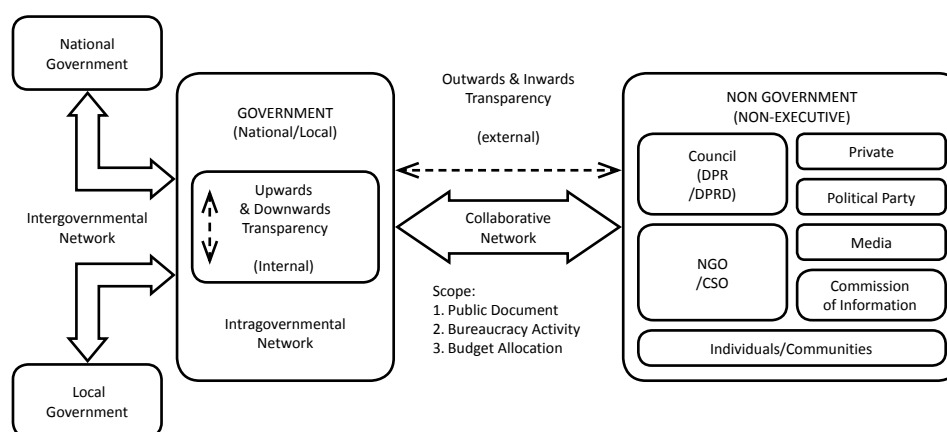 National
Government
Intergovernmental
Network
Local
Government
GOVERNMENT
(National/Local)
Upwards
& Downwards
Transparency
(Internal)
Intragovernmental
Network
Outwards & Inwards
Transparency
(external)
Collaborative
Network
Scope:
1. Public Document
2. Bureaucracy Activity
3. Budget Allocation
NON GOVERNMENT
(NON-EXECUTIVE)
Council
(DPR
/DPRD)
Private
Political Party
NGO
/CSO
Media
Commission
of Information
Individuals/Communities